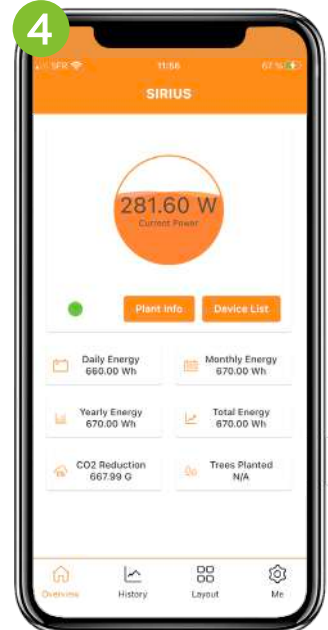 4
SFR 11:56 67 %
SIRIUS
281.60 W
Current Power
Plant Info Device List
Daily Energy
660.00 Wh
Monthly Energy
670.00 Wh
Yearly Energy
670.00 Wh
Total Energy
670.00 Wh
CO2 Reduction
667.99 G
Trees Planted
N/A
Overview History Layout Me